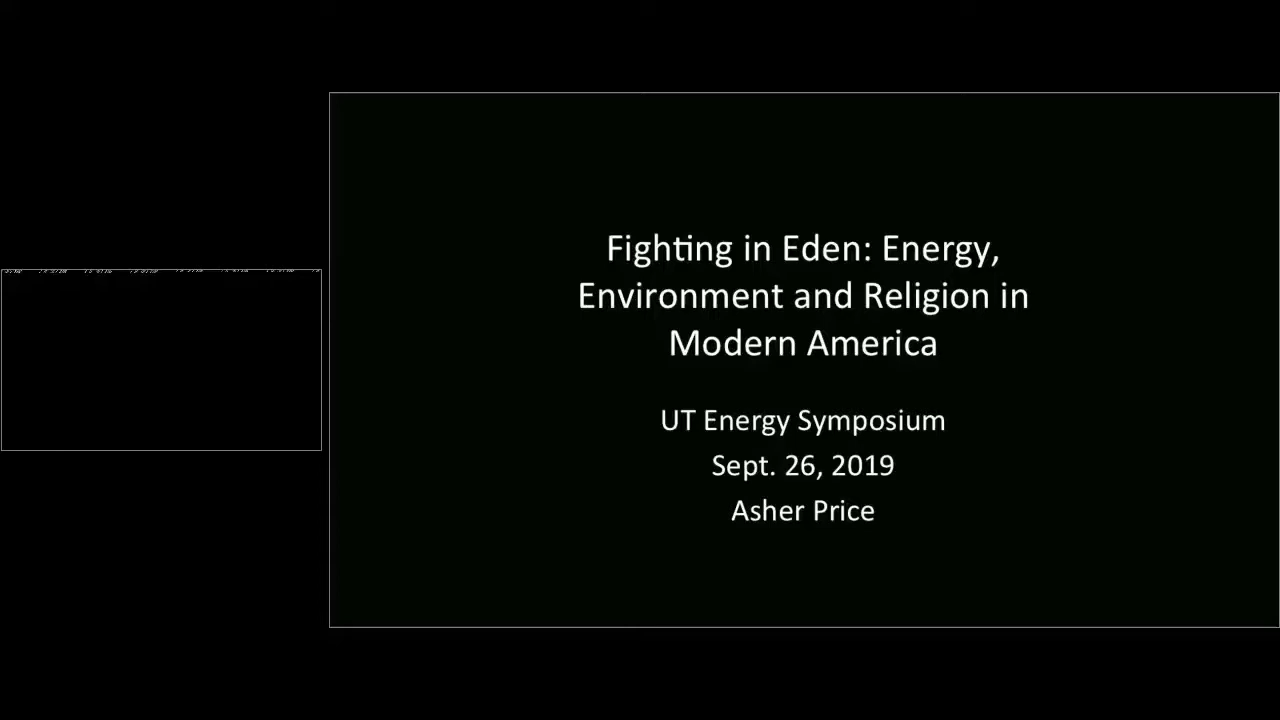 Fighting in Eden: Energy,
Environment and Religion in
Modern America
UT Energy Symposium
Sept. 26, 2019
Asher Price